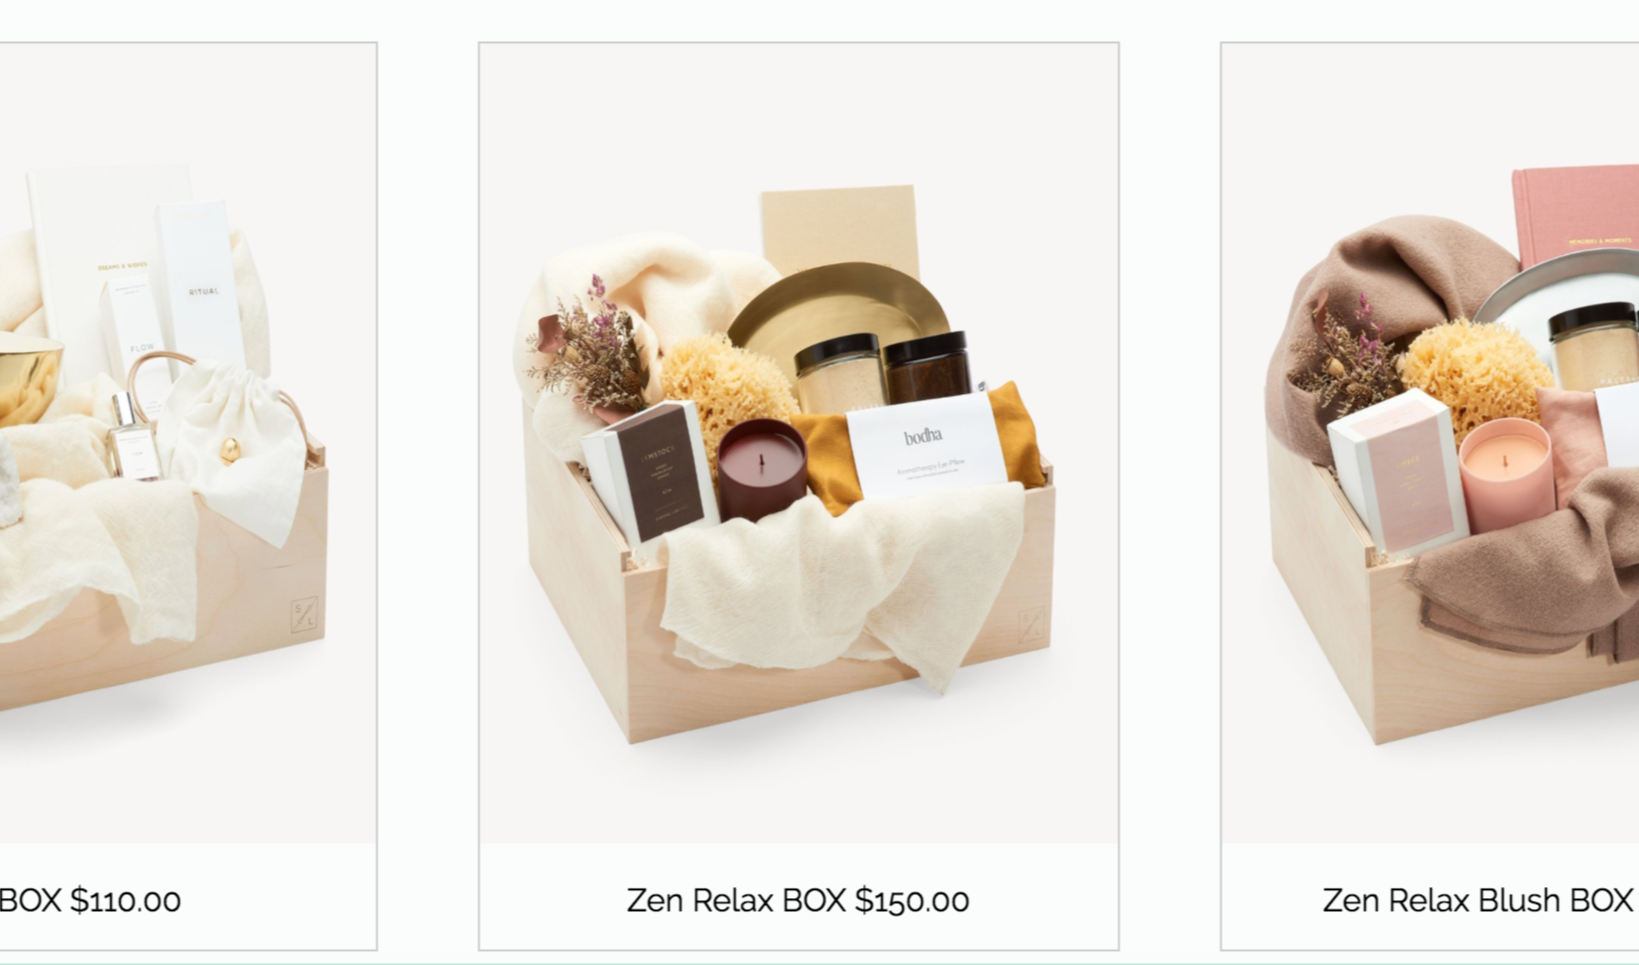 DREAMS & WISHES
RITUAL
FLOW
S
L
BOX $110.00
bodha
Aromatherapy Eye Pillow
S
L
Zen Relax BOX $150.00
MEMORIES & MOMENTS
Zen Relax Blush BOX